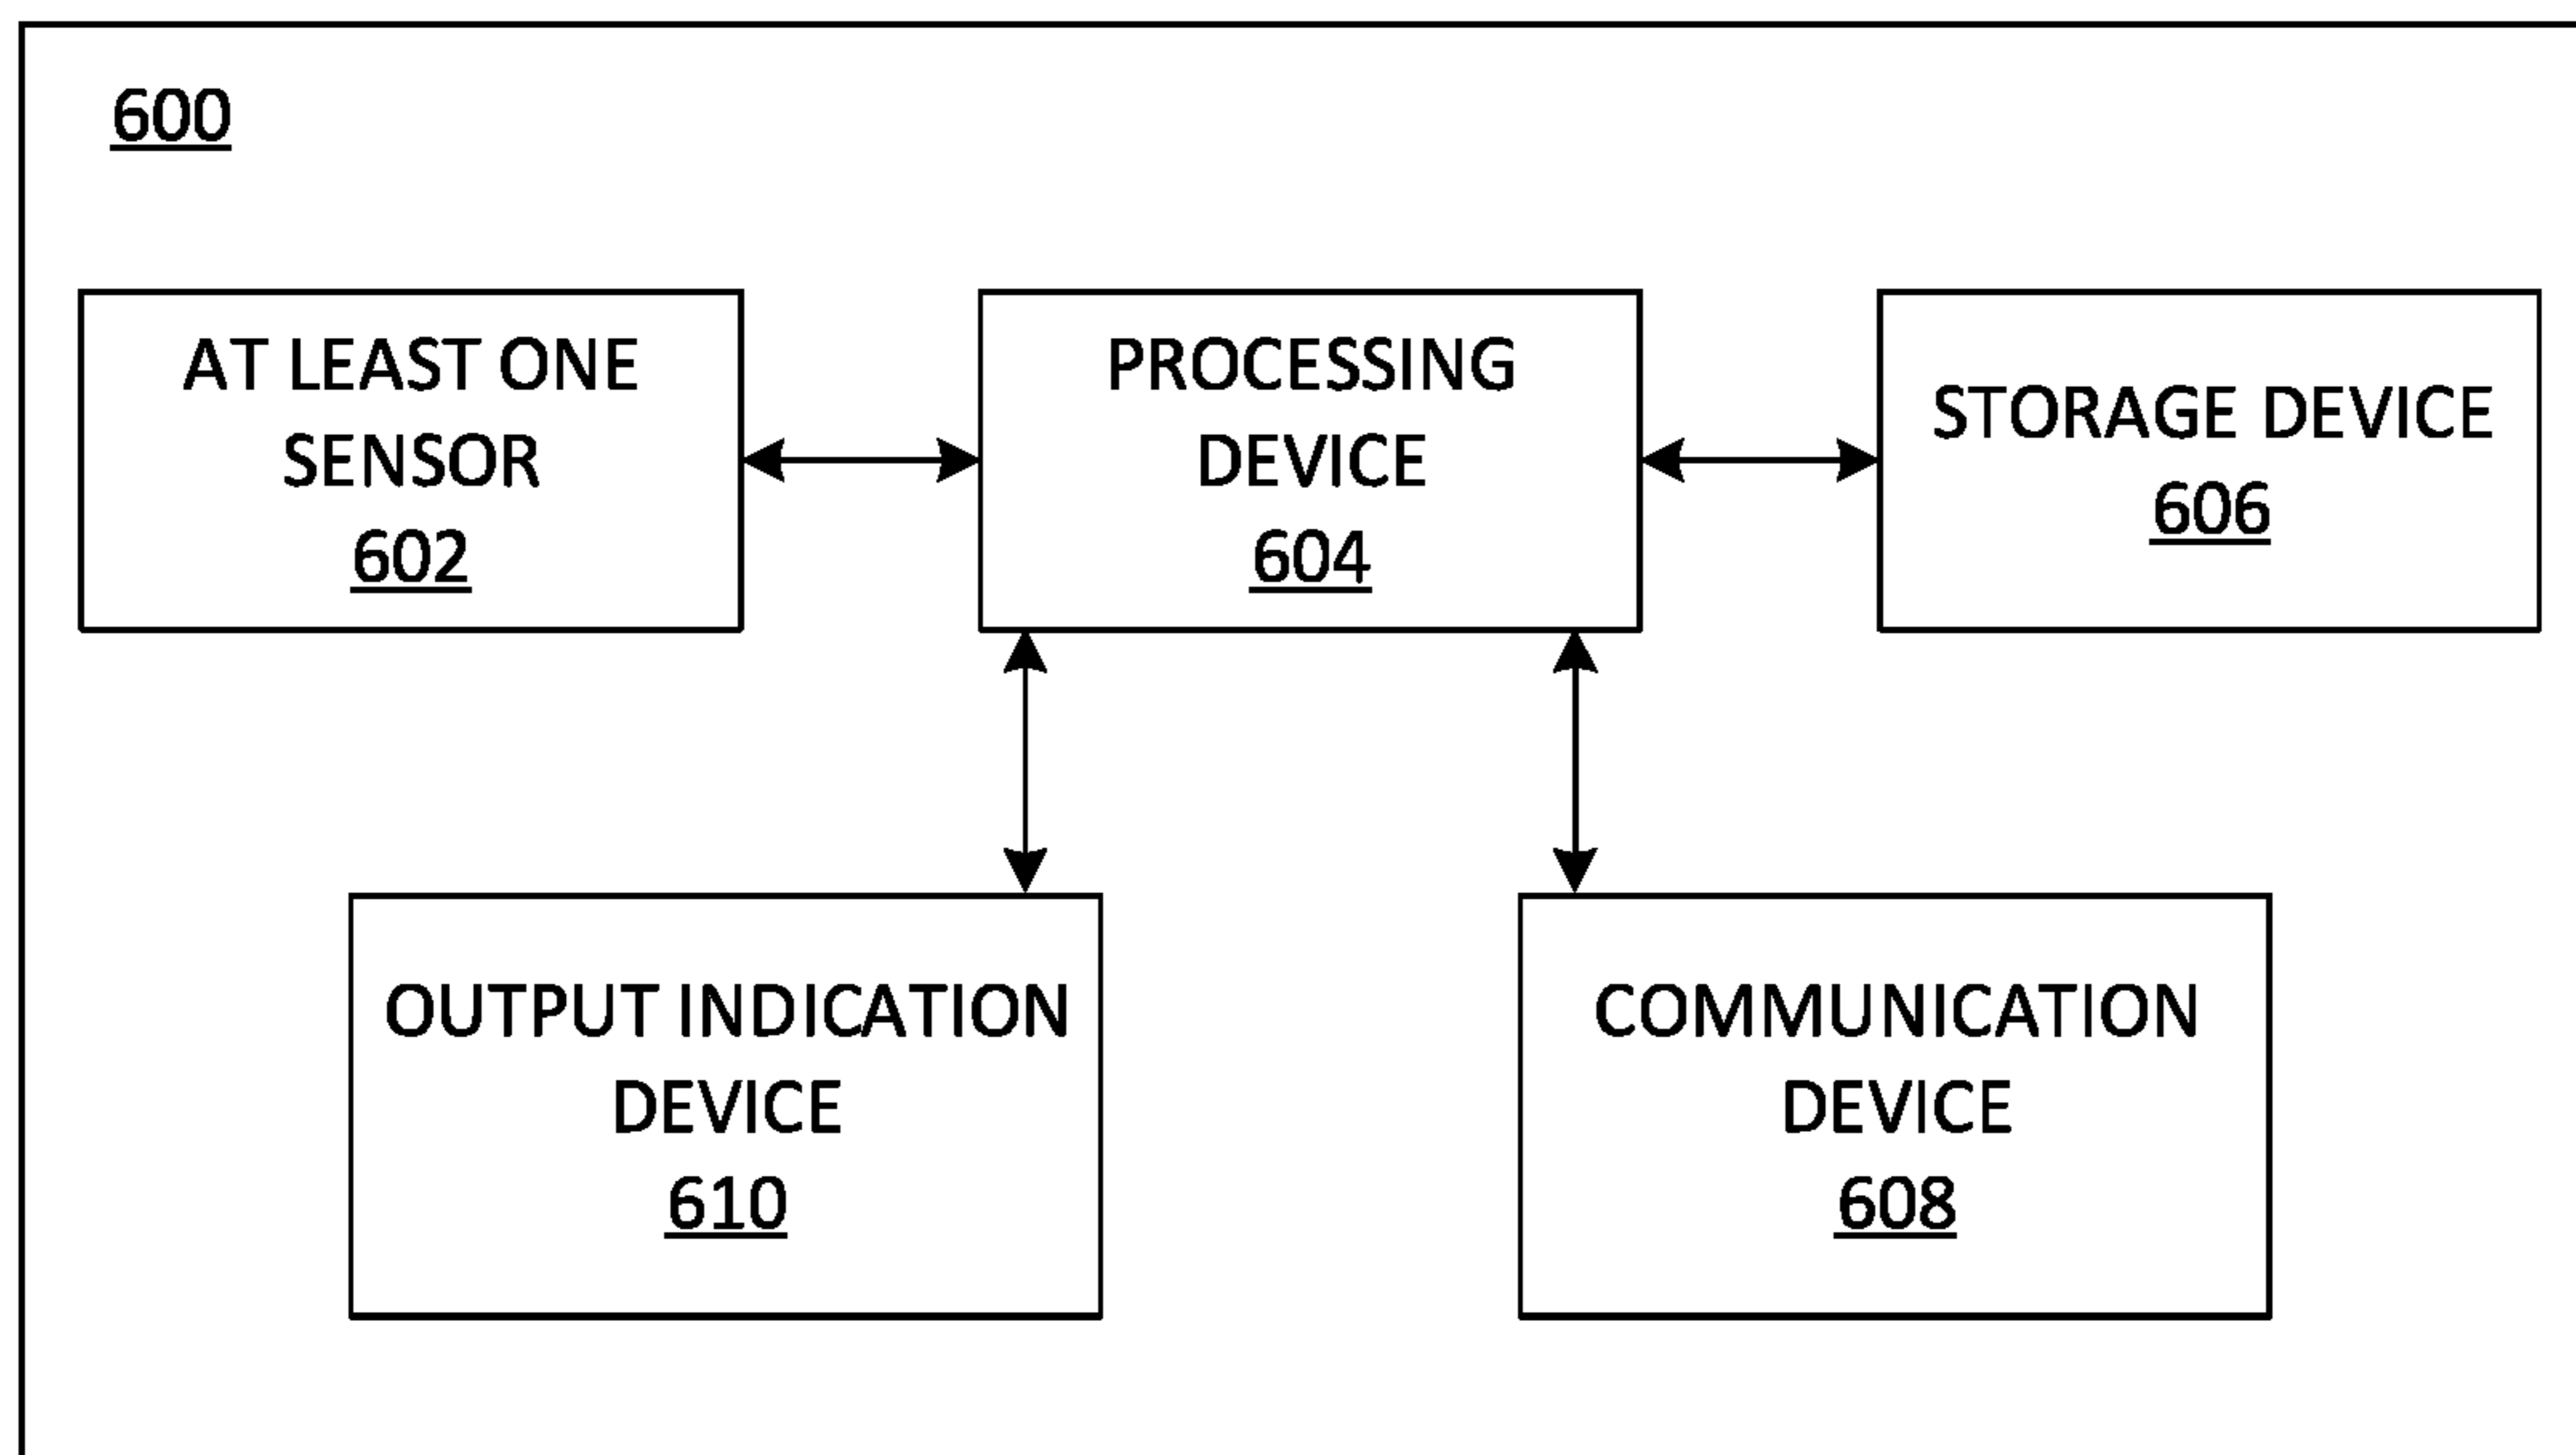 600
AT LEAST ONE
SENSOR
602
PROCESSING
DEVICE
604
STORAGE DEVICE
606
OUTPUT INDICATION
DEVICE
610
COMMUNICATION
DEVICE
608